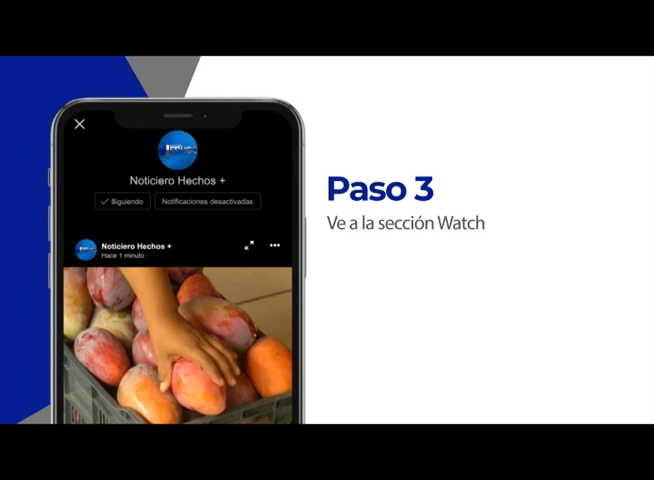 Noticiero Hechos +
Siguiendo
Notificaciones desactivadas
Noticiero Hechos +
Hace 1 minuto ·
Paso 3
Ve a la sección Watch